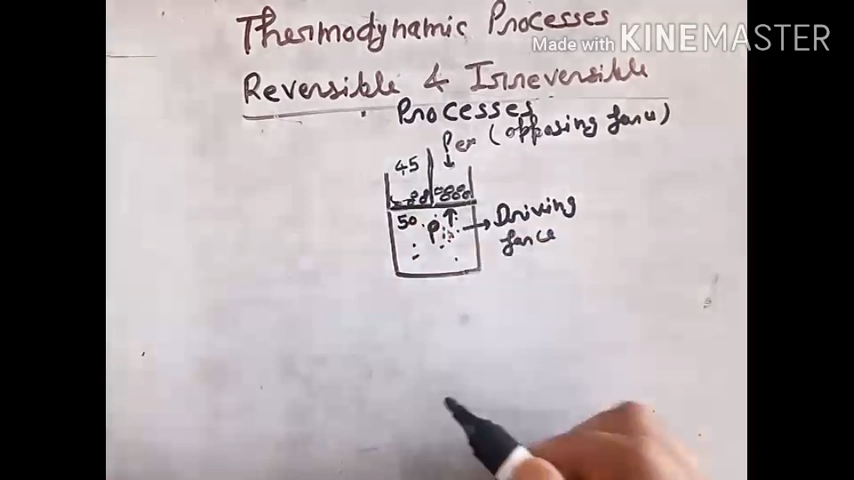 Thermodynamic Processes
Made with KINEMASTER
Reversible & Irreversible
Processes
Pex (opposing force)
45
50 P Driving
force